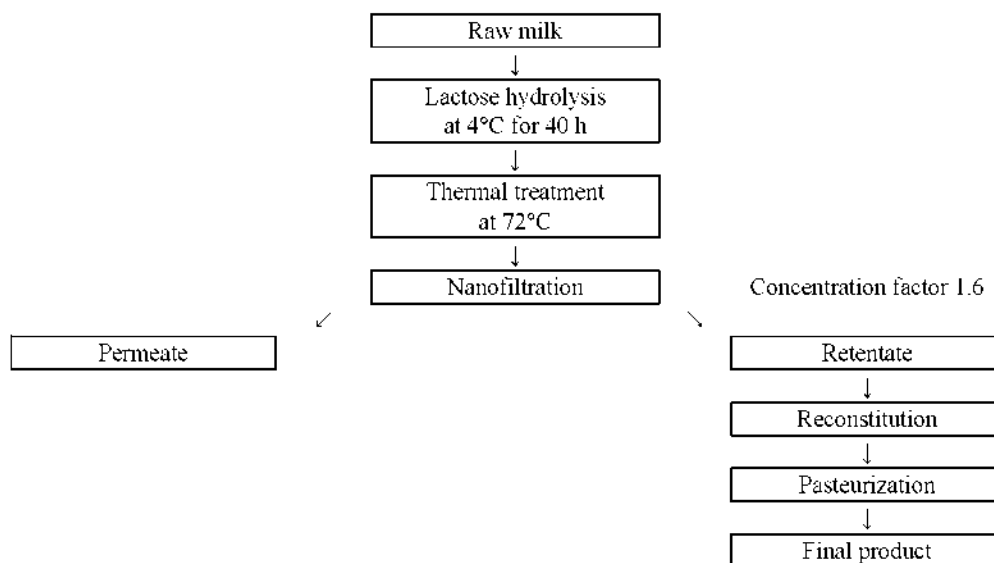 Raw milk
↓
Lactose hydrolysis
at 4°C for 40 h
↓
Thermal treatment
at 72°C
↓
Nanofiltration
Concentration factor 1.6
↙ ↘
Permeate
Retentate
↓
Reconstitution
↓
Pasteurization
↓
Final product